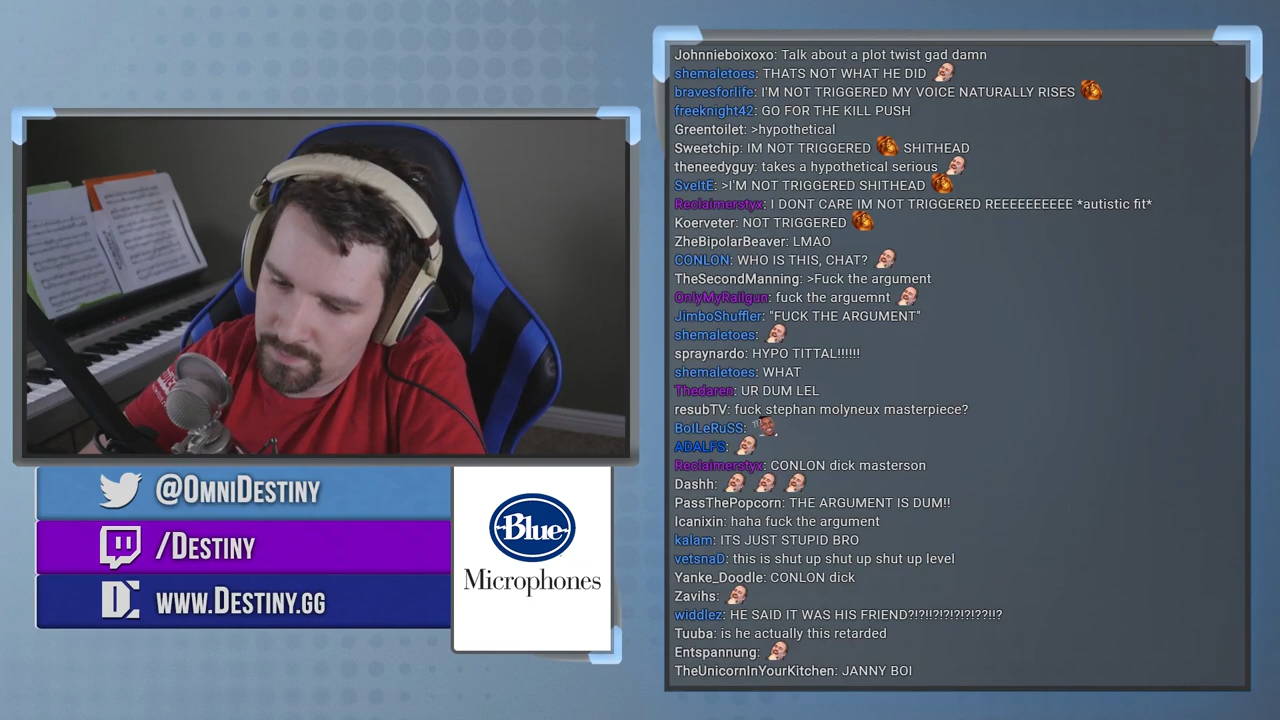 Johnnieboixoxo: Talk about a plot twist gad damn
shemaletoes: THATS NOT WHAT HE DID
bravesforlife: I'M NOT TRIGGERED MY VOICE NATURALLY RISES
freeknight42: GO FOR THE KILL PUSH
Greentoilet: >hypothetical
Sweetchip: IM NOT TRIGGERED SHITHEAD
theneedyguy: takes a hypothetical serious
SveltE: >I'M NOT TRIGGERED SHITHEAD
Reclaimerstyx: I DONT CARE IM NOT TRIGGERED REEEEEEEEEE *autistic fit*
Koerveter: NOT TRIGGERED
ZheBipolarBeaver: LMAO
CONLON: WHO IS THIS, CHAT?
TheSecondManning: >Fuck the argument
OnlyMyRailgun: fuck the arguemnt
JimboShuffler: "FUCK THE ARGUMENT"
shemaletoes:
spraynardo: HYPO TITTAL!!!!!!
shemaletoes: WHAT
Thedaren: UR DUM LEL
resubTV: fuck stephan molyneux masterpiece?
BoILeRuSS:
ADALFS:
Reclaimerstyx: CONLON dick masterson
Dashh:
PassThePopcorn: THE ARGUMENT IS DUM!!
Icanixin: haha fuck the argument
kalam: ITS JUST STUPID BRO
vetsnaD: this is shut up shut up shut up level
Yanke_Doodle: CONLON dick
Zavihs:
widdlez: HE SAID IT WAS HIS FRIEND?!?!!?!?!?!?!??!!?
Tuuba: is he actually this retarded
Entspannung:
TheUnicornInYourKitchen: JANNY BOI
@OmniDestiny
/Destiny
www.Destiny.gg
Blue
Microphones